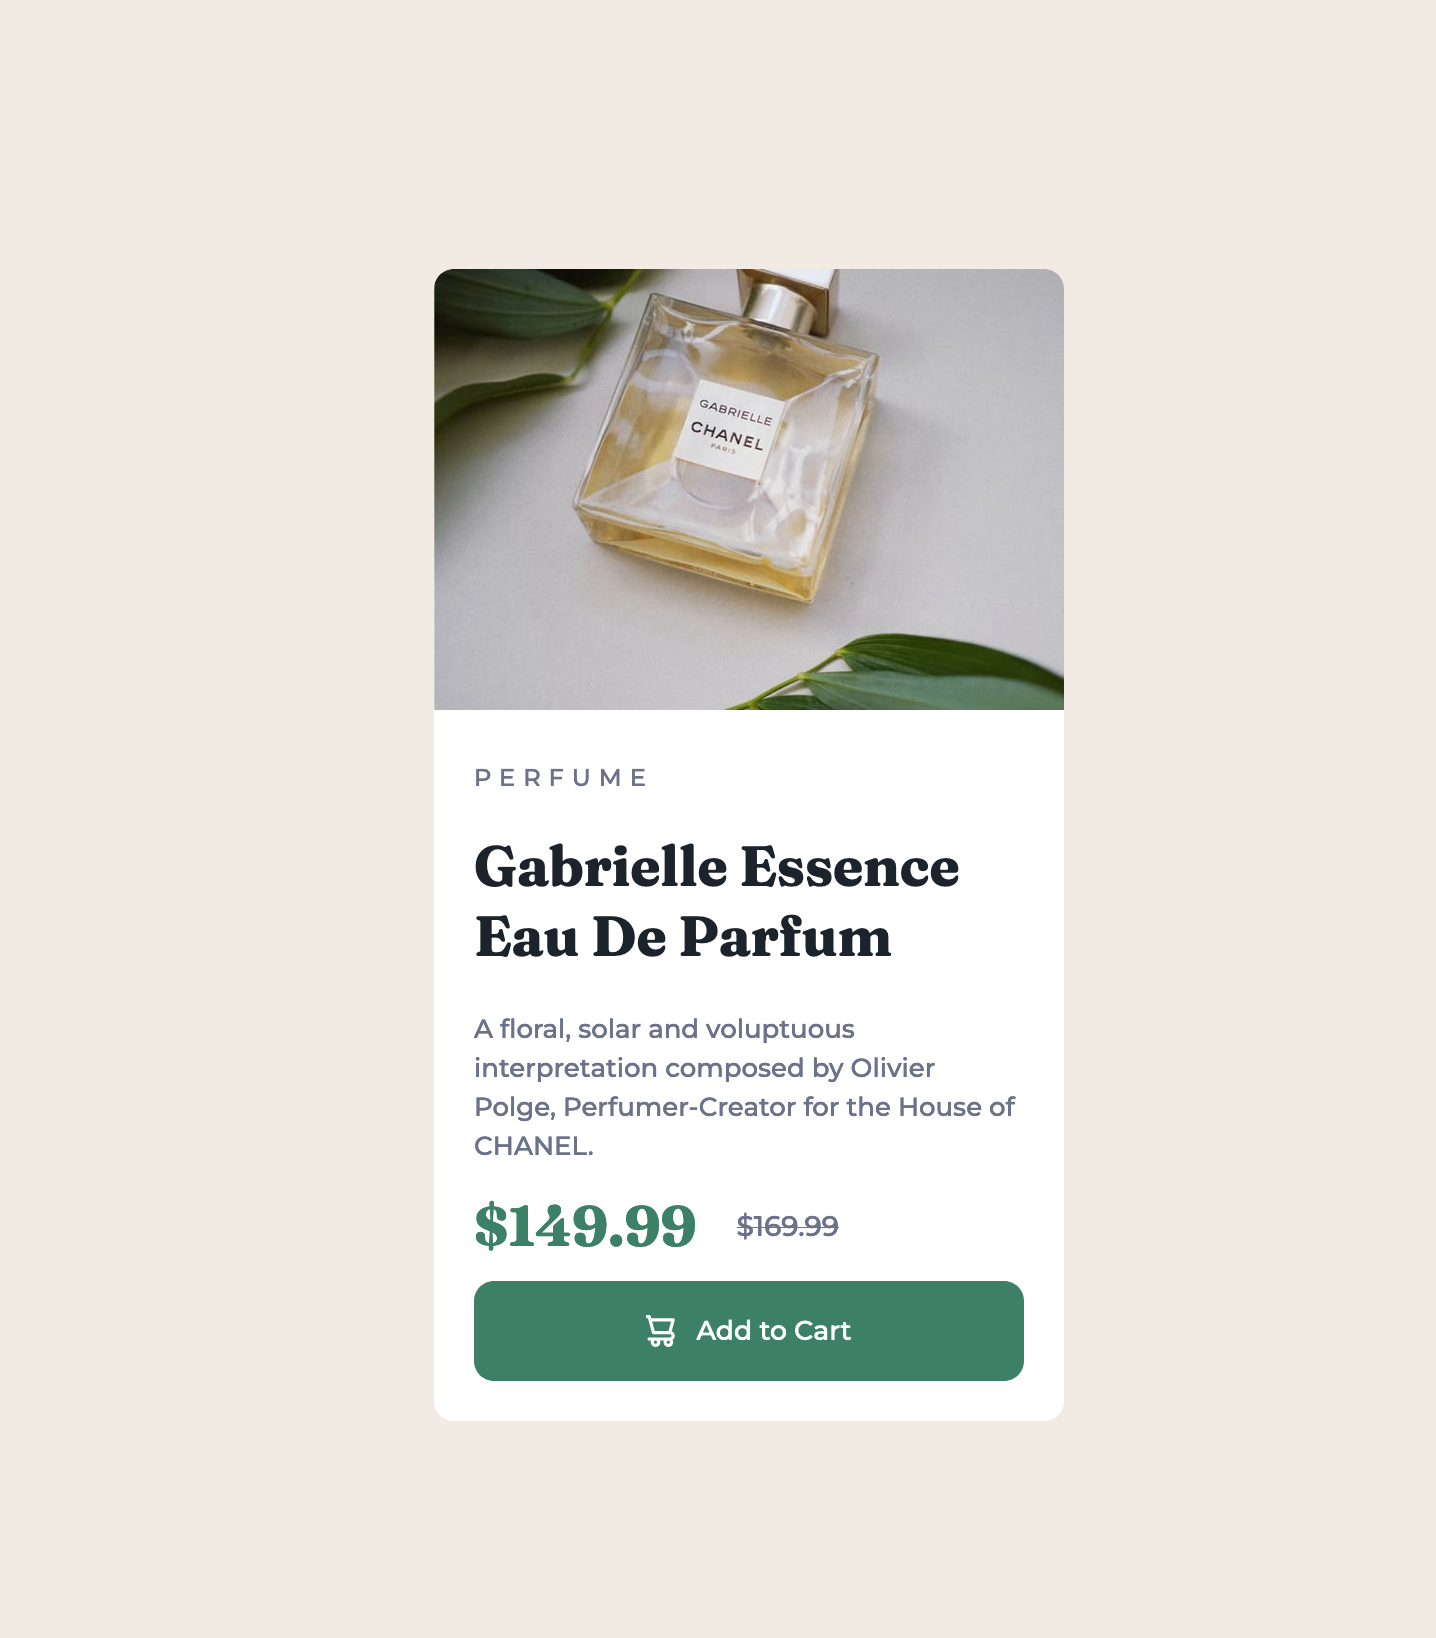 GABRIELLE
CHANEL
PARIS
PERFUME
Gabrielle Essence
Eau De Parfum
A floral, solar and voluptuous
interpretation composed by Olivier
Polge, Perfumer-Creator for the House of
CHANEL.
$149.99 $169.99
Add to Cart